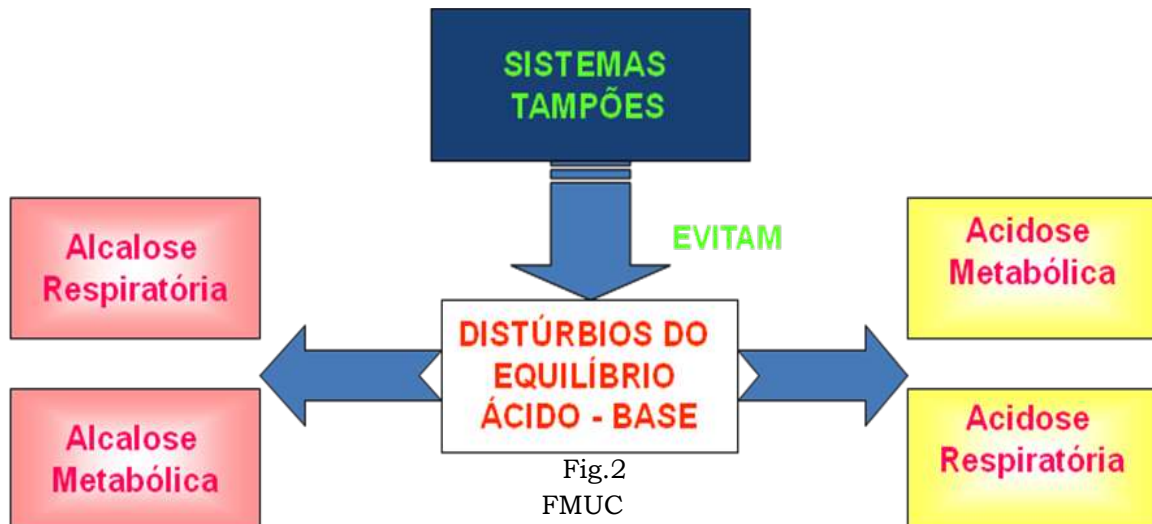 SISTEMAS
TAMPÕES
EVITAM
Alcalose
Respiratória
Acidose
Metabólica
DISTÚRBIOS DO
EQUILÍBRIO
ÁCIDO - BASE
Alcalose
Metabólica
Acidose
Respiratória
Fig.2
FMUC